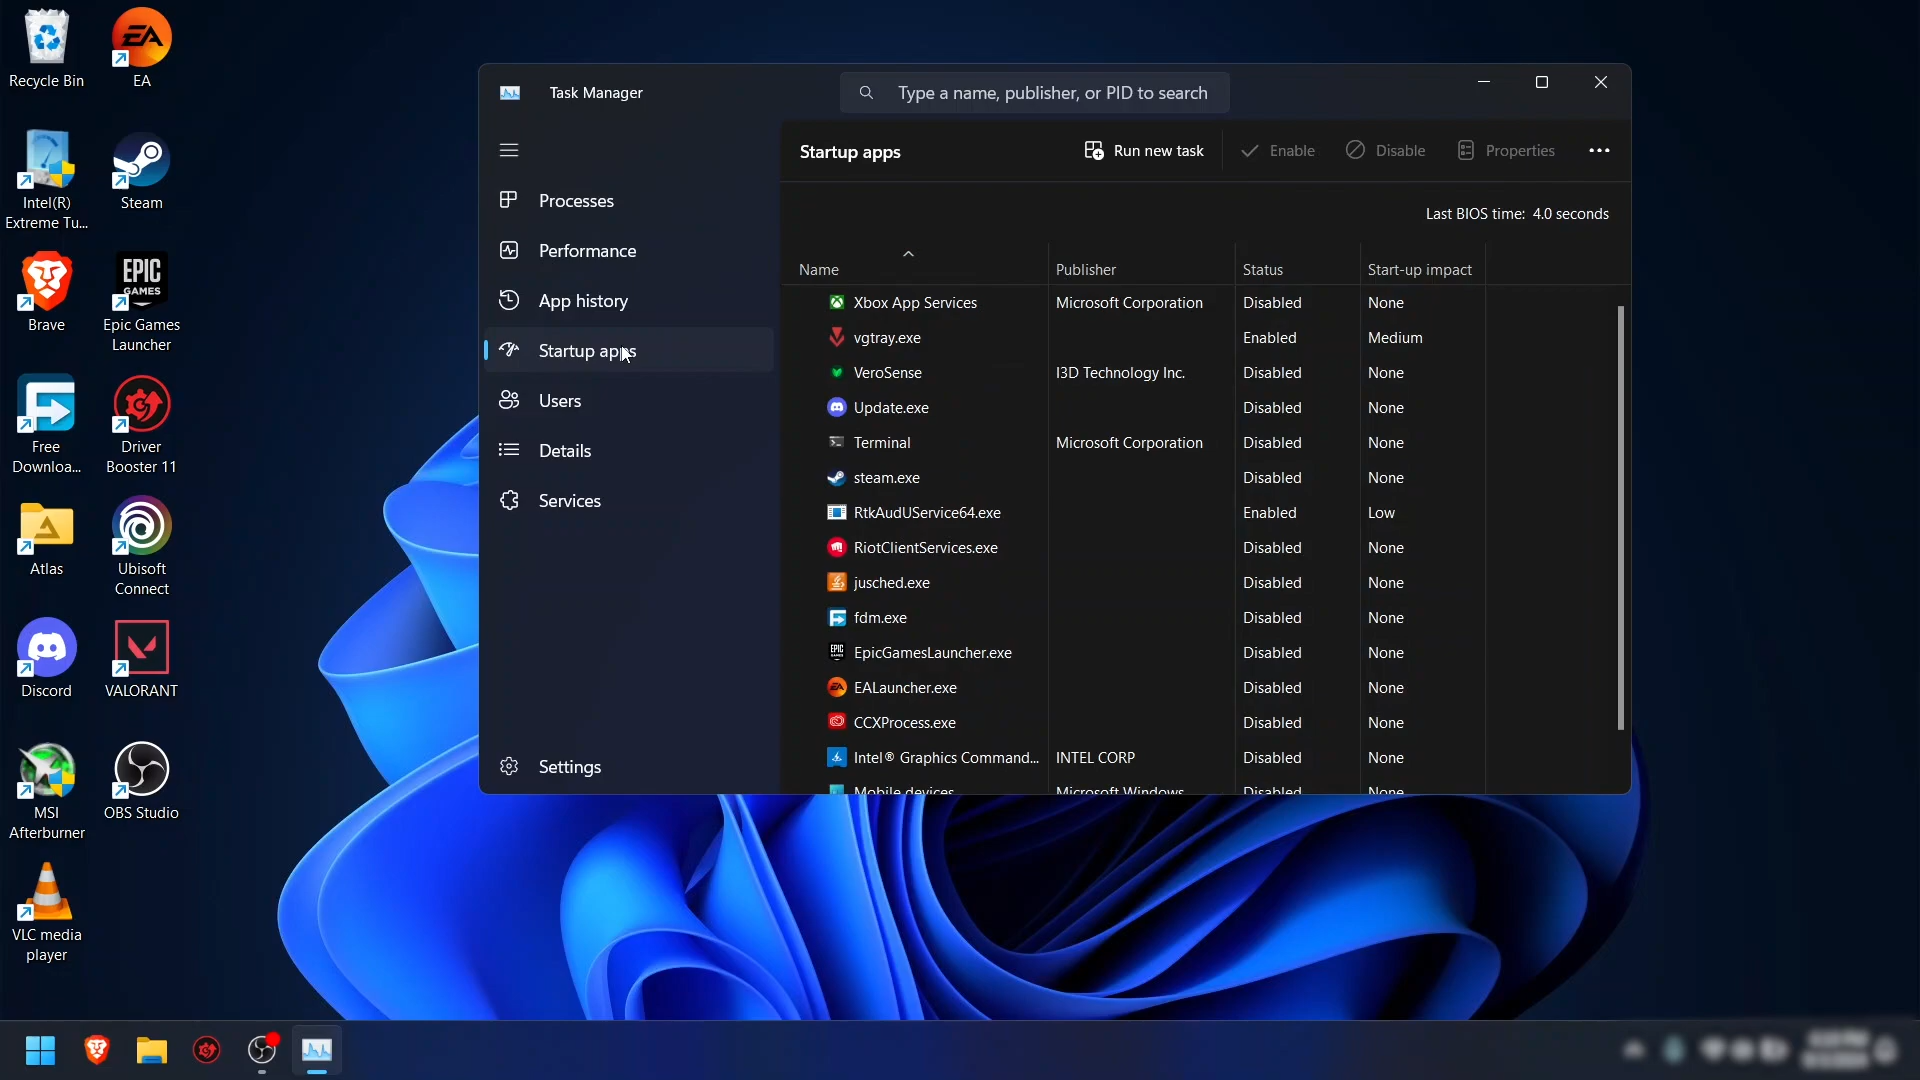 Recycle Bin
EA
Intel(R)
Extreme Tu...
Steam
Brave
EPIC
GAMES
Epic Games
Launcher
Free
Downloa...
Driver
Booster 11
Atlas
Ubisoft
Connect
Discord
VALORANT
MSI
Afterburner
OBS Studio
VLC media
player
Task Manager
Type a name, publisher, or PID to search
Processes
Performance
App history
Startup apps
Users
Details
Services
Settings
Startup apps
Run new task
Enable
Disable
Properties
Last BIOS time: 4.0 seconds
Name Publisher Status Start-up impact
Xbox App Services Microsoft Corporation Disabled None
vgtray.exe Enabled Medium
VeroSense I3D Technology Inc. Disabled None
Update.exe Disabled None
Terminal Microsoft Corporation Disabled None
steam.exe Disabled None
RtkAudUService64.exe Enabled Low
RiotClientServices.exe Disabled None
jusched.exe Disabled None
fdm.exe Disabled None
EpicGamesLauncher.exe Disabled None
EALauncher.exe Disabled None
CCXProcess.exe Disabled None
Intel® Graphics Command... INTEL CORP Disabled None
Mobile devices Microsoft Windows Disabled None